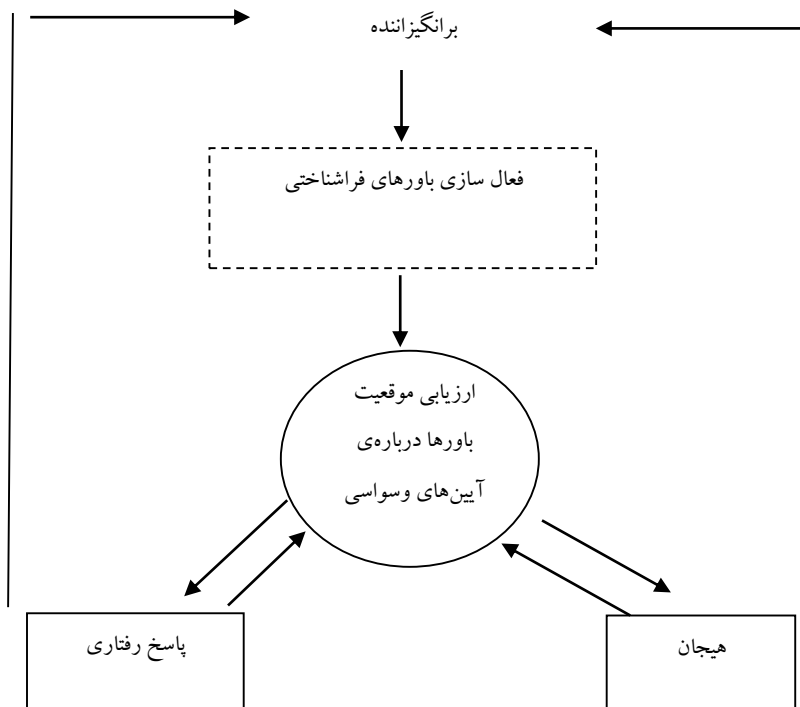 برانگیزاننده
فعال سازی باورهای فراشناختی
ارزیابی موقعیت
باورها درباره‌ی
آیین‌های وسواسی
پاسخ رفتاری
هیجان